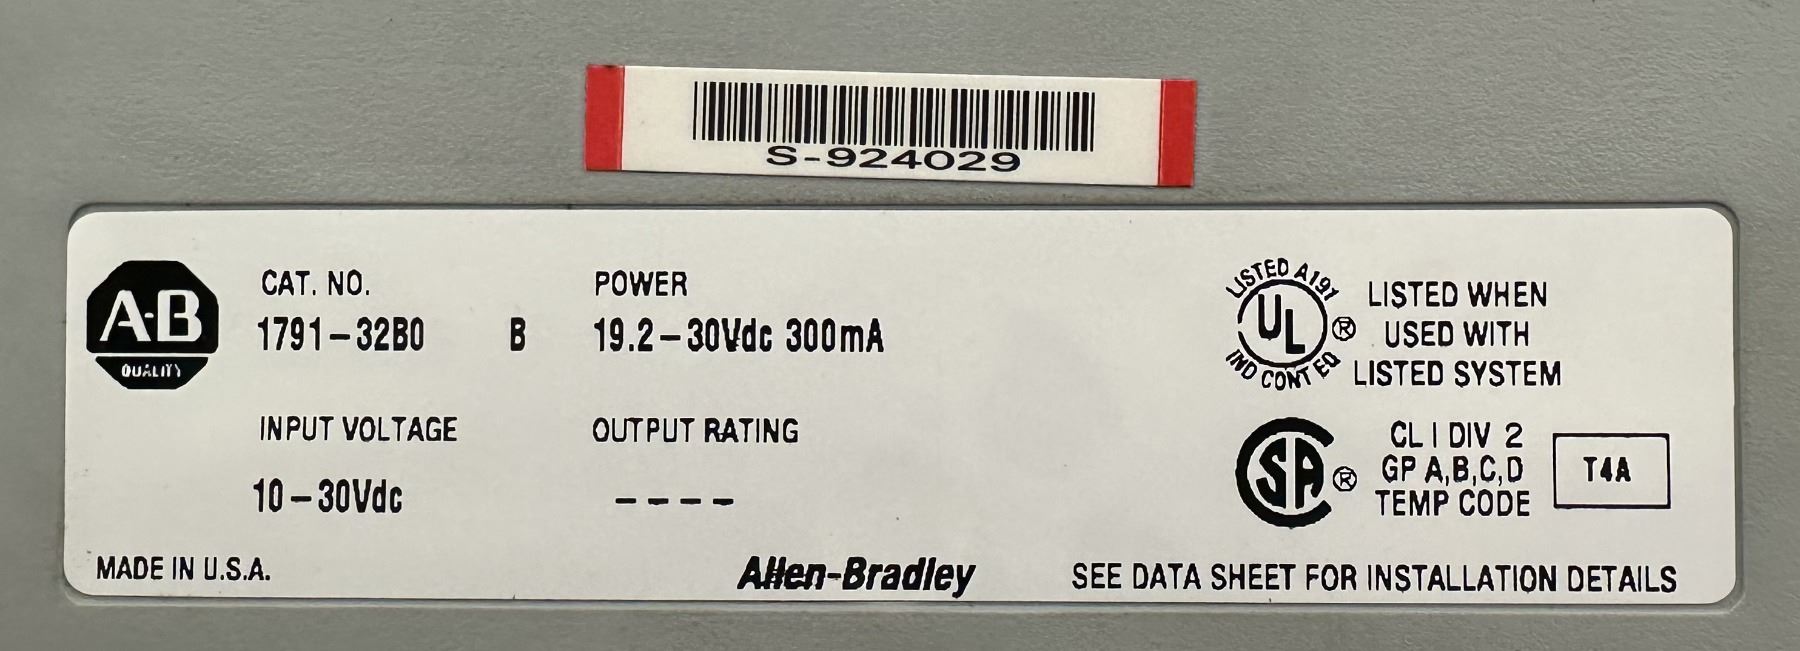 S-924029
A-B
QUALITY
CAT. NO.
1791-32B0 B
POWER
19.2-30Vdc 300mA
INPUT VOLTAGE
10-30Vdc
OUTPUT RATING
----
LISTED A191
UL ®
IND CONT EQ
LISTED WHEN
USED WITH
LISTED SYSTEM
SA ®
CL I DIV 2
GP A,B,C,D
TEMP CODE
T4A
MADE IN U.S.A.
Allen-Bradley
SEE DATA SHEET FOR INSTALLATION DETAILS